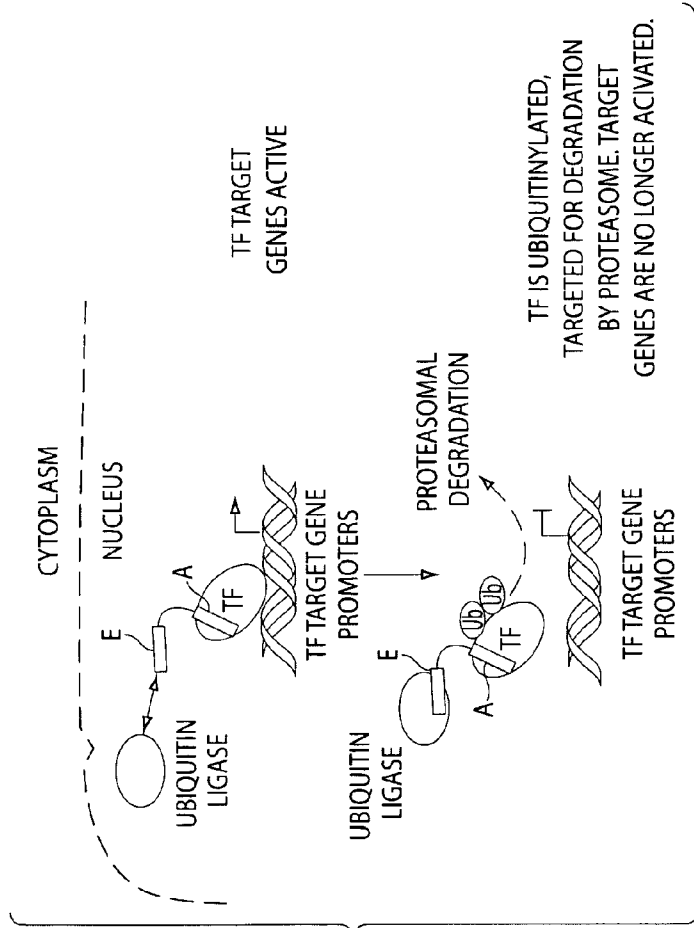 CYTOPLASM
NUCLEUS
E
A
UBIQUITIN
LIGASE
TF
TF TARGET GENE
PROMOTERS
TF TARGET
GENES ACTIVE
E
UBIQUITIN
LIGASE
A
Ub
Ub
TF
PROTEASOMAL
DEGRADATION
TF TARGET GENE
PROMOTERS
TF IS UBIQUITINYLATED,
TARGETED FOR DEGRADATION
BY PROTEASOME. TARGET
GENES ARE NO LONGER ACIVATED.